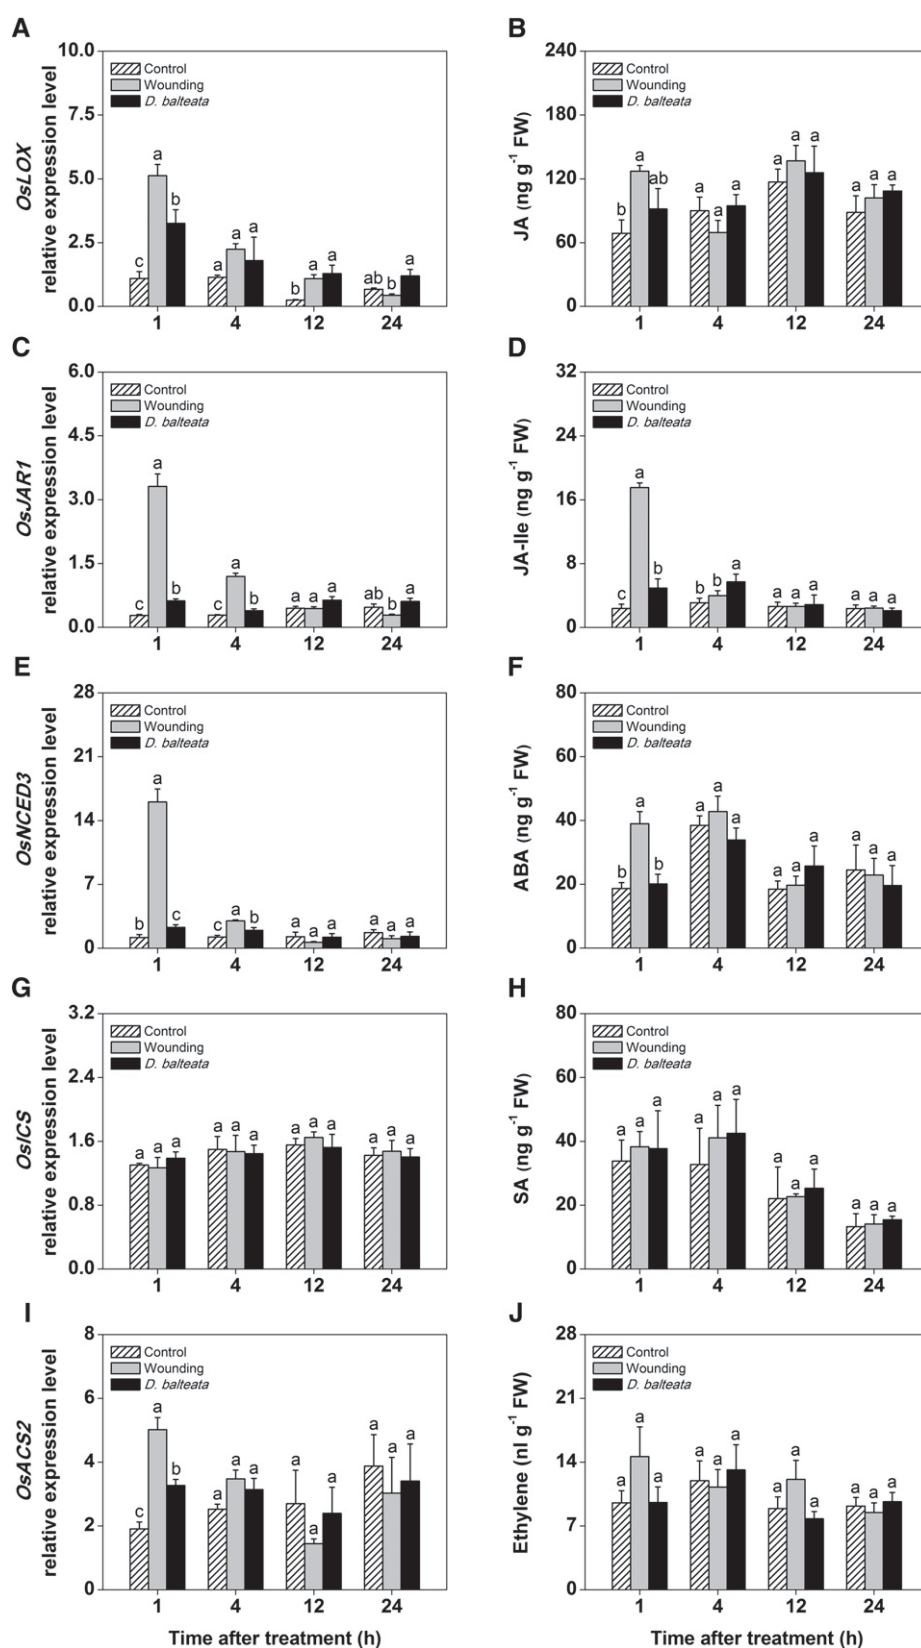 A
OsLOX
relative expression level
10.0
7.5
5.0
2.5
0.0
Control
Wounding
D. balteata
c a b
a a a
b a a
ab b a
1 4 12 24
B
JA (ng g-1 FW)
240
180
120
60
0
Control
Wounding
D. balteata
b a ab
a a a
a a a
a a a
1 4 12 24
C
OsJAR1
relative expression level
6.0
4.5
3.0
1.5
0.0
Control
Wounding
D. balteata
c a b
c a b
a a a
ab b a
1 4 12 24
D
JA-Ile (ng g-1 FW)
32
24
16
8
0
Control
Wounding
D. balteata
c a b
b b a
a a a
a a a
1 4 12 24
E
OsNCED3
relative expression level
28
21
14
7
0
Control
Wounding
D. balteata
b a c
c a b
a a a
a a a
1 4 12 24
F
ABA (ng g-1 FW)
80
60
40
20
0
Control
Wounding
D. balteata
b a b
a a a
a a a
a a a
1 4 12 24
G
OsICS
relative expression level
3.2
2.4
1.6
0.8
0.0
Control
Wounding
D. balteata
a a a
a a a
a a a
a a a
1 4 12 24
H
SA (ng g-1 FW)
80
60
40
20
0
Control
Wounding
D. balteata
a a a
a a a
a a a
a a a
1 4 12 24
I
OsACS2
relative expression level
8
6
4
2
0
Control
Wounding
D. balteata
c a b
a a a
a a a
a a a
1 4 12 24
Time after treatment (h)
J
Ethylene (nl g-1 FW)
28
21
14
7
0
Control
Wounding
D. balteata
a a a
a a a
a a a
a a a
1 4 12 24
Time after treatment (h)